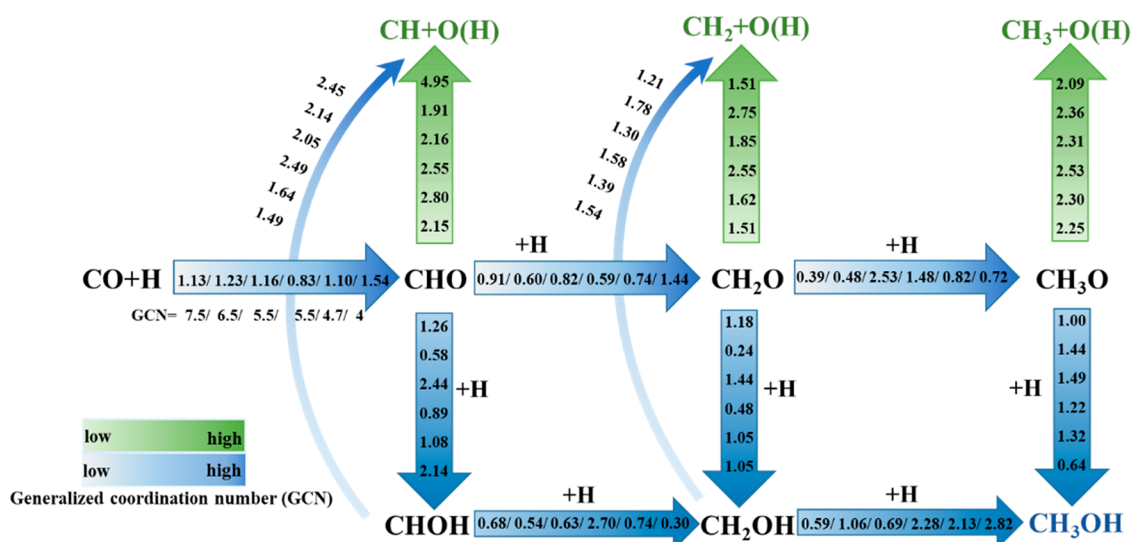 CH+O(H)
CH₂+O(H)
CH₃+O(H)
2.45
2.14
2.05
2.49
1.64
1.49
4.95
1.91
2.16
2.55
2.80
2.15
1.21
1.78
1.30
1.58
1.39
1.54
1.51
2.75
1.85
2.55
1.62
1.51
2.09
2.36
2.31
2.53
2.30
2.25
+H
+H
CO+H
1.13/ 1.23/ 1.16/ 0.83/ 1.10/ 1.54
CHO
0.91/ 0.60/ 0.82/ 0.59/ 0.74/ 1.44
CH₂O
0.39/ 0.48/ 2.53/ 1.48/ 0.82/ 0.72
CH₃O
GCN= 7.5/ 6.5/ 5.5/ 5.5/ 4.7/ 4
1.26
0.58
2.44
0.89
1.08
2.14
+H
1.18
0.24
1.44
0.48
1.05
1.05
+H
1.00
1.44
1.49
1.22
1.32
0.64
+H
low high
low high
Generalized coordination number (GCN)
+H
+H
CHOH
0.68/ 0.54/ 0.63/ 2.70/ 0.74/ 0.30
CH₂OH
0.59/ 1.06/ 0.69/ 2.28/ 2.13/ 2.82
CH₃OH